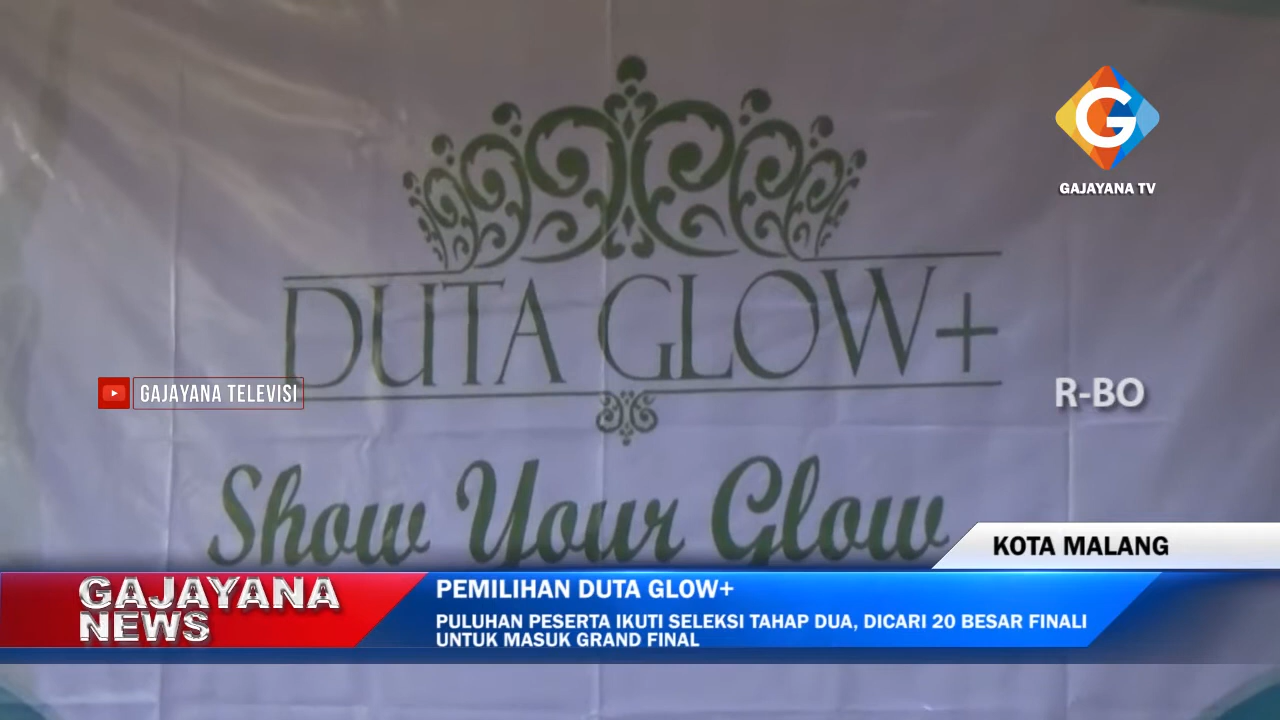 G
GAJAYANA TV
DUTA GLOW+
GAJAYANA TELEVISI
R-BO
Show Your Glow
KOTA MALANG
GAJAYANA
NEWS
PEMILIHAN DUTA GLOW+
PULUHAN PESERTA IKUTI SELEKSI TAHAP DUA, DICARI 20 BESAR FINALI
UNTUK MASUK GRAND FINAL